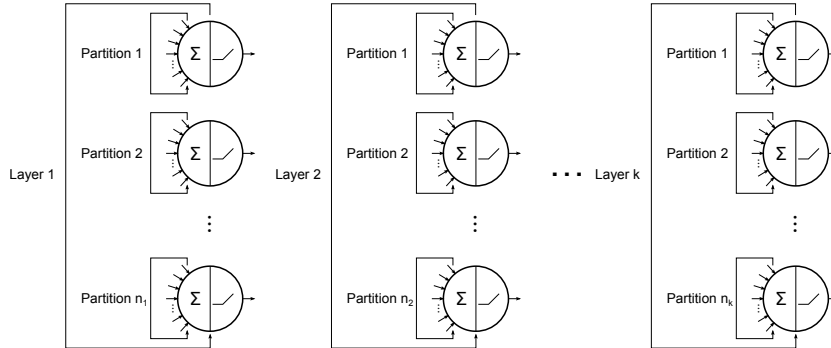 Partition 1
Σ
Partition 2
Σ
Layer 1
⋮
Partition n₁
Σ
Partition 1
Σ
Partition 2
Σ
Layer 2
⋮
Partition n₂
Σ
...
Partition 1
Σ
Partition 2
Σ
Layer k
⋮
Partition nₖ
Σ